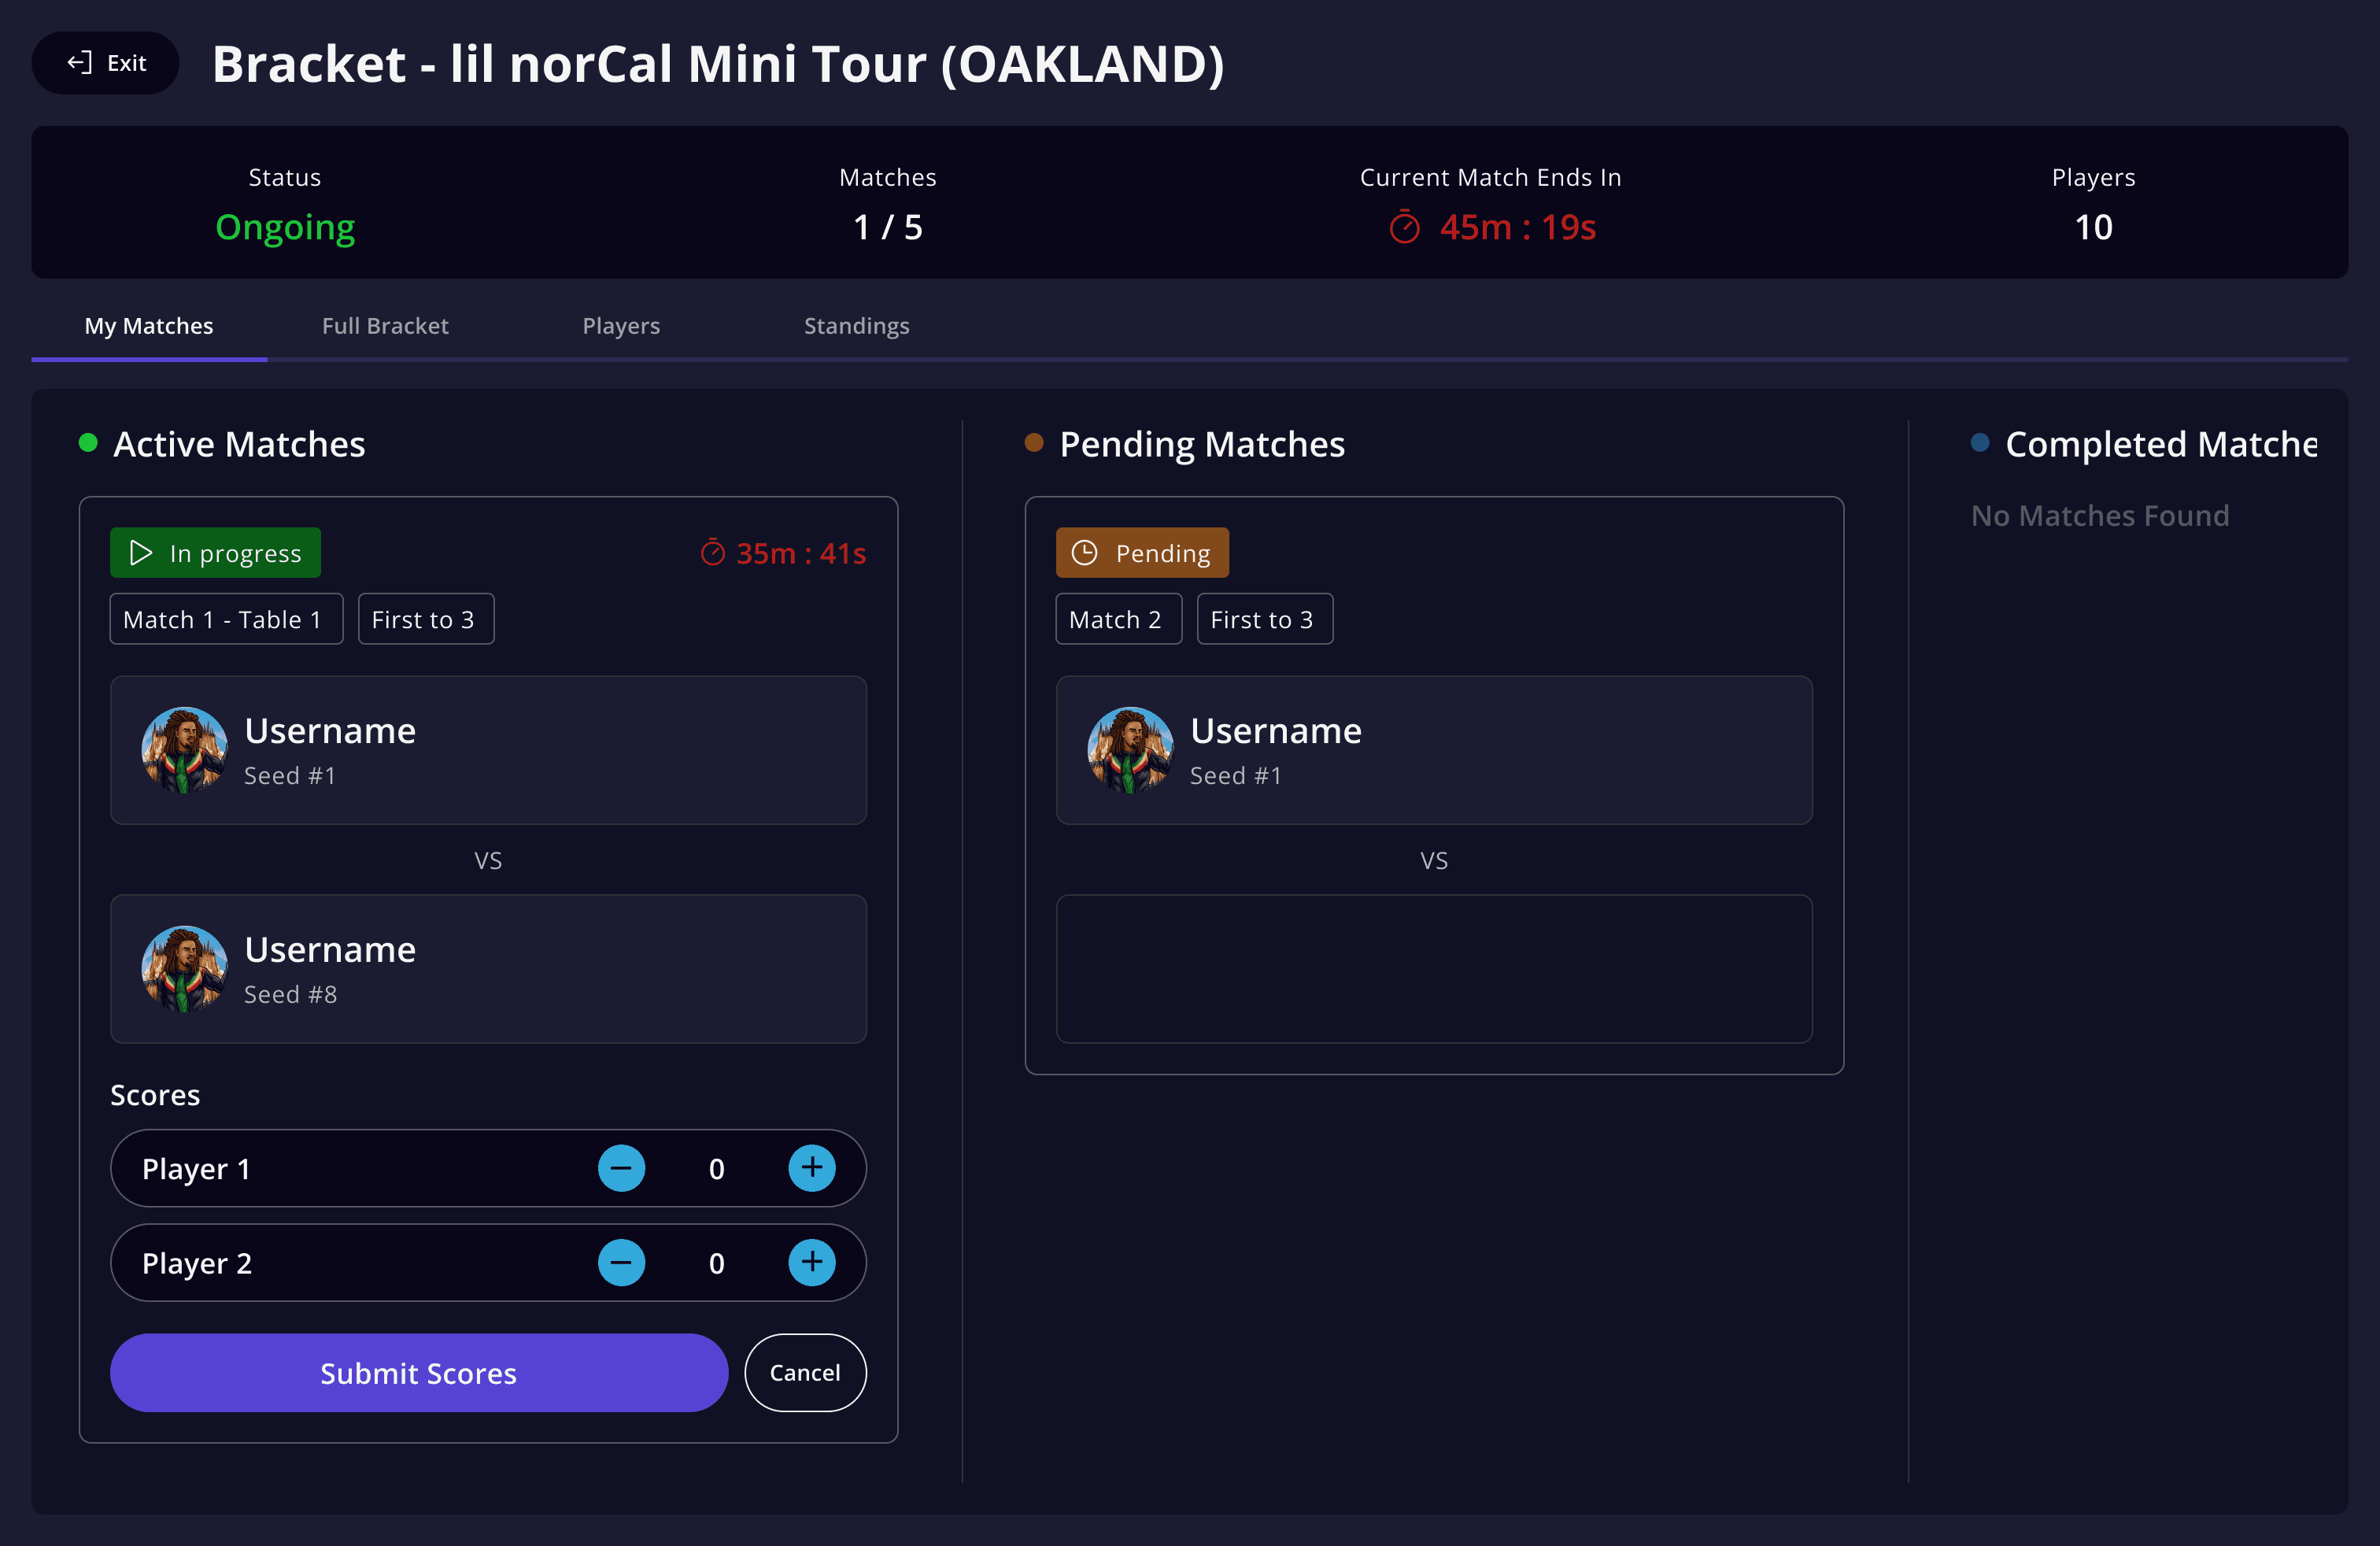 Exit
Bracket - lil norCal Mini Tour (OAKLAND)
Status
Ongoing
Matches
1 / 5
Current Match Ends In
45m : 19s
Players
10
My Matches
Full Bracket
Players
Standings
Active Matches
In progress
35m : 41s
Match 1 - Table 1
First to 3
Username
Seed #1
VS
Username
Seed #8
Scores
Player 1
0
Player 2
0
Submit Scores
Cancel
Pending Matches
Pending
Match 2
First to 3
Username
Seed #1
VS
Completed Matche
No Matches Found